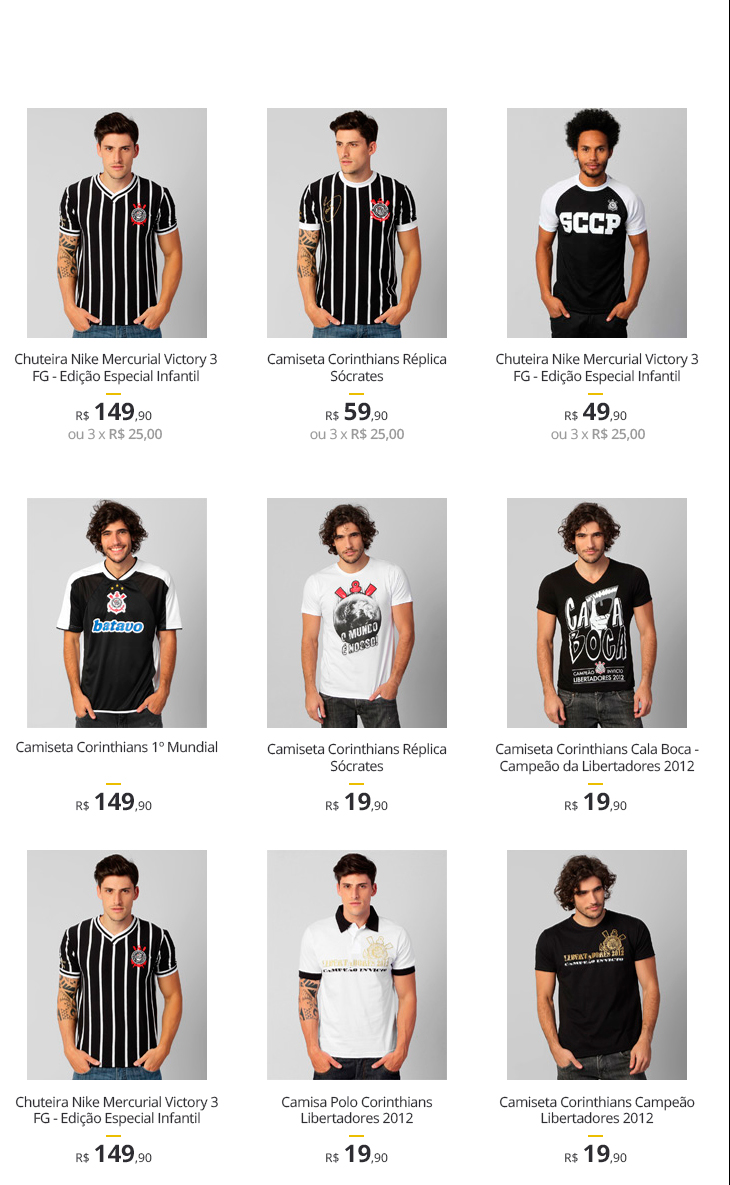 SCCP
Chuteira Nike Mercurial Victory 3
FG - Edição Especial Infantil
R$ 149,90
ou 3 x R$ 25,00
Camiseta Corinthians Réplica
Sócrates
R$ 59,90
ou 3 x R$ 25,00
Chuteira Nike Mercurial Victory 3
FG - Edição Especial Infantil
R$ 49,90
ou 3 x R$ 25,00
batavo
O MUNDO
É NOSSO!
CALA
BOCA
CAMPEÃO INVICTO
LIBERTADORES 2012
Camiseta Corinthians 1º Mundial
R$ 149,90
Camiseta Corinthians Réplica
Sócrates
R$ 19,90
Camiseta Corinthians Cala Boca -
Campeão da Libertadores 2012
R$ 19,90
LIBERTADORES 2012
CAMPEÃO INVICTO
LIBERTADORES 2012
CAMPEÃO INVICTO
Chuteira Nike Mercurial Victory 3
FG - Edição Especial Infantil
R$ 149,90
Camisa Polo Corinthians
Libertadores 2012
R$ 19,90
Camiseta Corinthians Campeão
Libertadores 2012
R$ 19,90